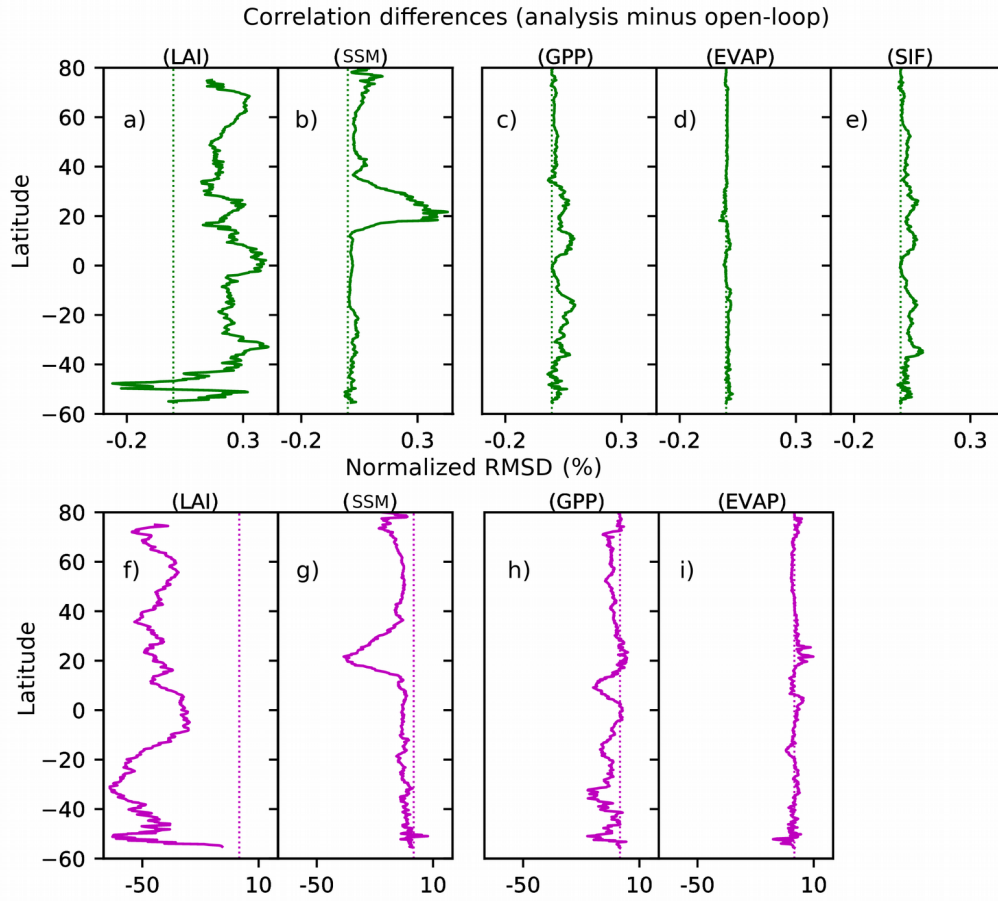 Correlation differences (analysis minus open-loop)
(LAI) (SSM) (GPP) (EVAP) (SIF)
80
60
40
20
0
−20
−40
−60
Latitude
a) b) c) d) e)
-0.2 0.3 -0.2 0.3 -0.2 0.3 -0.2 0.3 -0.2 0.3
Normalized RMSD (%)
(LAI) (SSM) (GPP) (EVAP)
80
60
40
20
0
−20
−40
−60
Latitude
f) g) h) i)
-50 10 -50 10 -50 10 -50 10